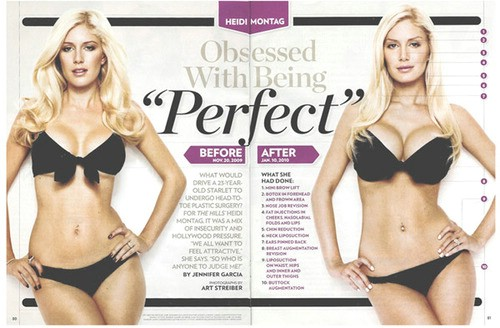 HEIDI MONTAG
Obsessed
With Being
"Perfect"
BEFORE
NOV. 20, 2009
AFTER
JAN. 10, 2010
WHAT WOULD
DRIVE A 23-YEAR-
OLD STARLET TO
UNDERGO HEAD-TO-
TOE PLASTIC SURGERY?
FOR THE HILLS' HEIDI
MONTAG, IT WAS A MIX
OF INSECURITY AND
HOLLYWOOD PRESSURE.
"WE ALL WANT TO
FEEL ATTRACTIVE,"
SHE SAYS. "SO WHO IS
ANYONE TO JUDGE ME?"
BY JENNIFER GARCIA
PHOTOGRAPHS BY
ART STREIBER
WHAT SHE
HAD DONE:
1 MINI BROW LIFT
2 BOTOX IN FOREHEAD
AND FROWN AREA
3 NOSE JOB REVISION
4 FAT INJECTIONS IN
CHEEKS, NASOLABIAL
FOLDS AND LIPS
5 CHIN REDUCTION
6 NECK LIPOSUCTION
7 EARS PINNED BACK
8 BREAST AUGMENTATION
REVISION
9 LIPOSUCTION
ON WAIST, HIPS
AND INNER AND
OUTER THIGHS
10 BUTTOCK
AUGMENTATION
80
81